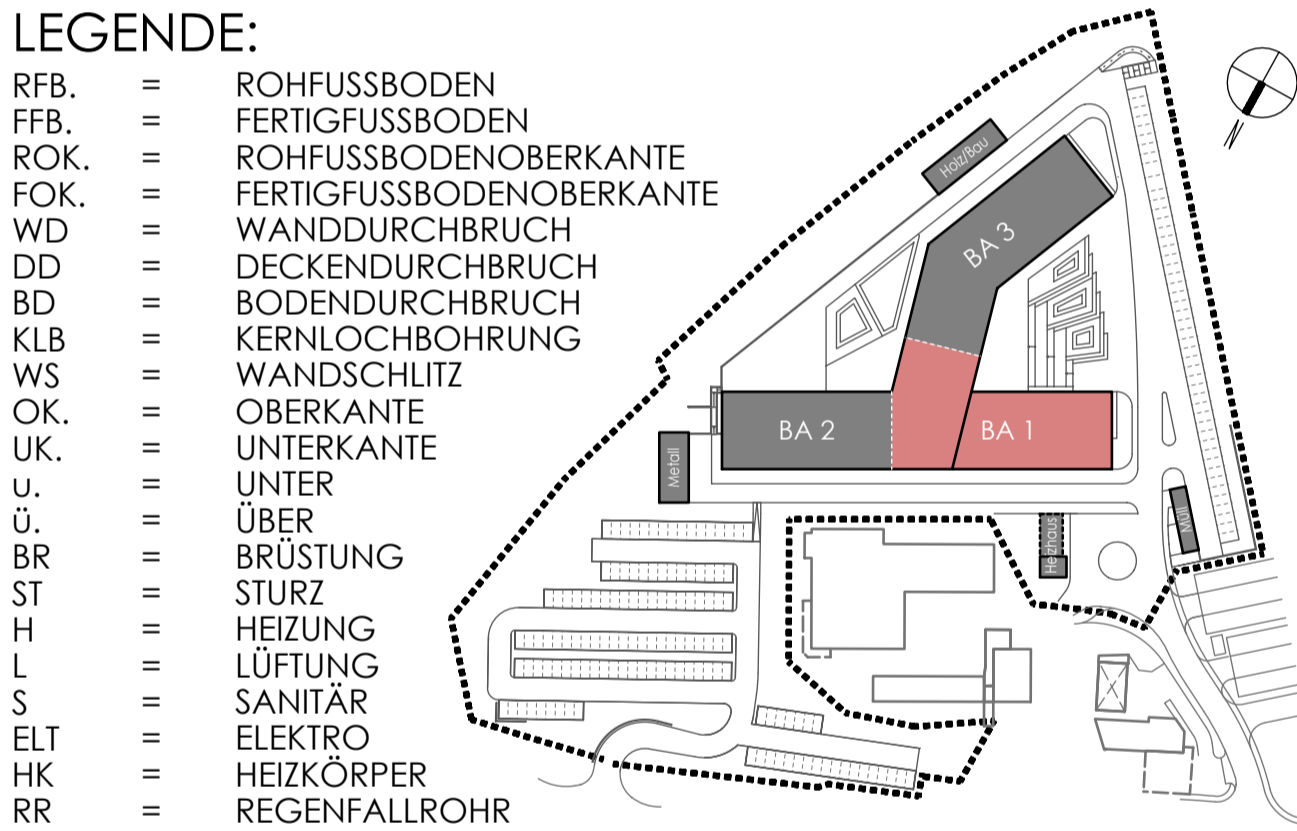 LEGENDE:
RFB. = ROHFUSSBODEN
FFB. = FERTIGFUSSBODEN
ROK. = ROHFUSSBODENOBERKANTE
FOK. = FERTIGFUSSBODENOBERKANTE
WD = WANDDURCHBRUCH
DD = DECKENDURCHBRUCH
BD = BODENDURCHBRUCH
KLB = KERNLOCHBOHRUNG
WS = WANDSCHLITZ
OK. = OBERKANTE
UK. = UNTERKANTE
u. = UNTER
ü. = ÜBER
BR = BRÜSTUNG
ST = STURZ
H = HEIZUNG
L = LÜFTUNG
S = SANITÄR
ELT = ELEKTRO
HK = HEIZKÖRPER
RR = REGENFALLROHR
N
Holz/Bau
BA 3
BA 2
BA 1
Metall
Heizhaus
Müll